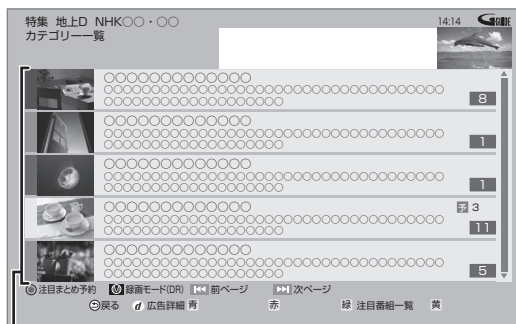 特集 地上D NHK○○・○○ 14:14 GGUIDE
カテゴリー一覧
○○○○○○○○○○○○○
○○○○○○○○○○○○○○○○○○○○○○○○○○○○○○○○○○
○○○○○○○○○○○○○○○○○○ 8
○○○○○○○○○○○○○
○○○○○○○○○○○○○○○○○○○○○○○○○○○○○○○○○○
○○○○○○○○○○○○○○○○○○ 1
○○○○○○○○○○○○○
○○○○○○○○○○○○○○○○○○○○○○○○○○○○○○○○○○
○○○○○○○○○○○○○○○○○○ 1
○○○○○○○○○○○○○ 予 3
○○○○○○○○○○○○○○○○○○○○○○○○○○○○○○○○○○
○○○○○○○○○○○○○○○○○○ 11
○○○○○○○○○○○○○
○○○○○○○○○○○○○○○○○○○○○○○○○○○○○○○○○○
○○○○○○○○○○○○○○○○○○ 5
注目まとめ予約 録画モード(DR) 前ページ 次ページ
戻る d 広告詳細 青 赤 緑 注目番組一覧 黄